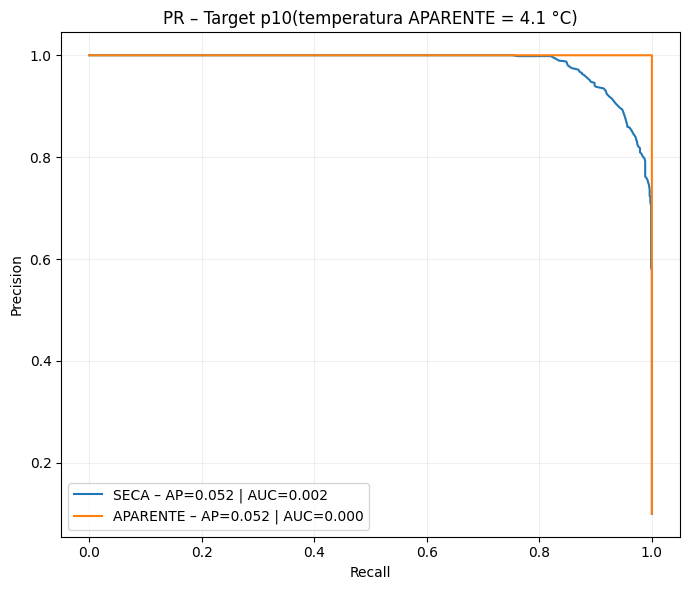 PR – Target p10(temperatura APARENTE = 4.1 °C)
1.0
0.8
0.6
0.4
0.2
Precision
SECA – AP=0.052 | AUC=0.002
APARENTE – AP=0.052 | AUC=0.000
0.0 0.2 0.4 0.6 0.8 1.0
Recall